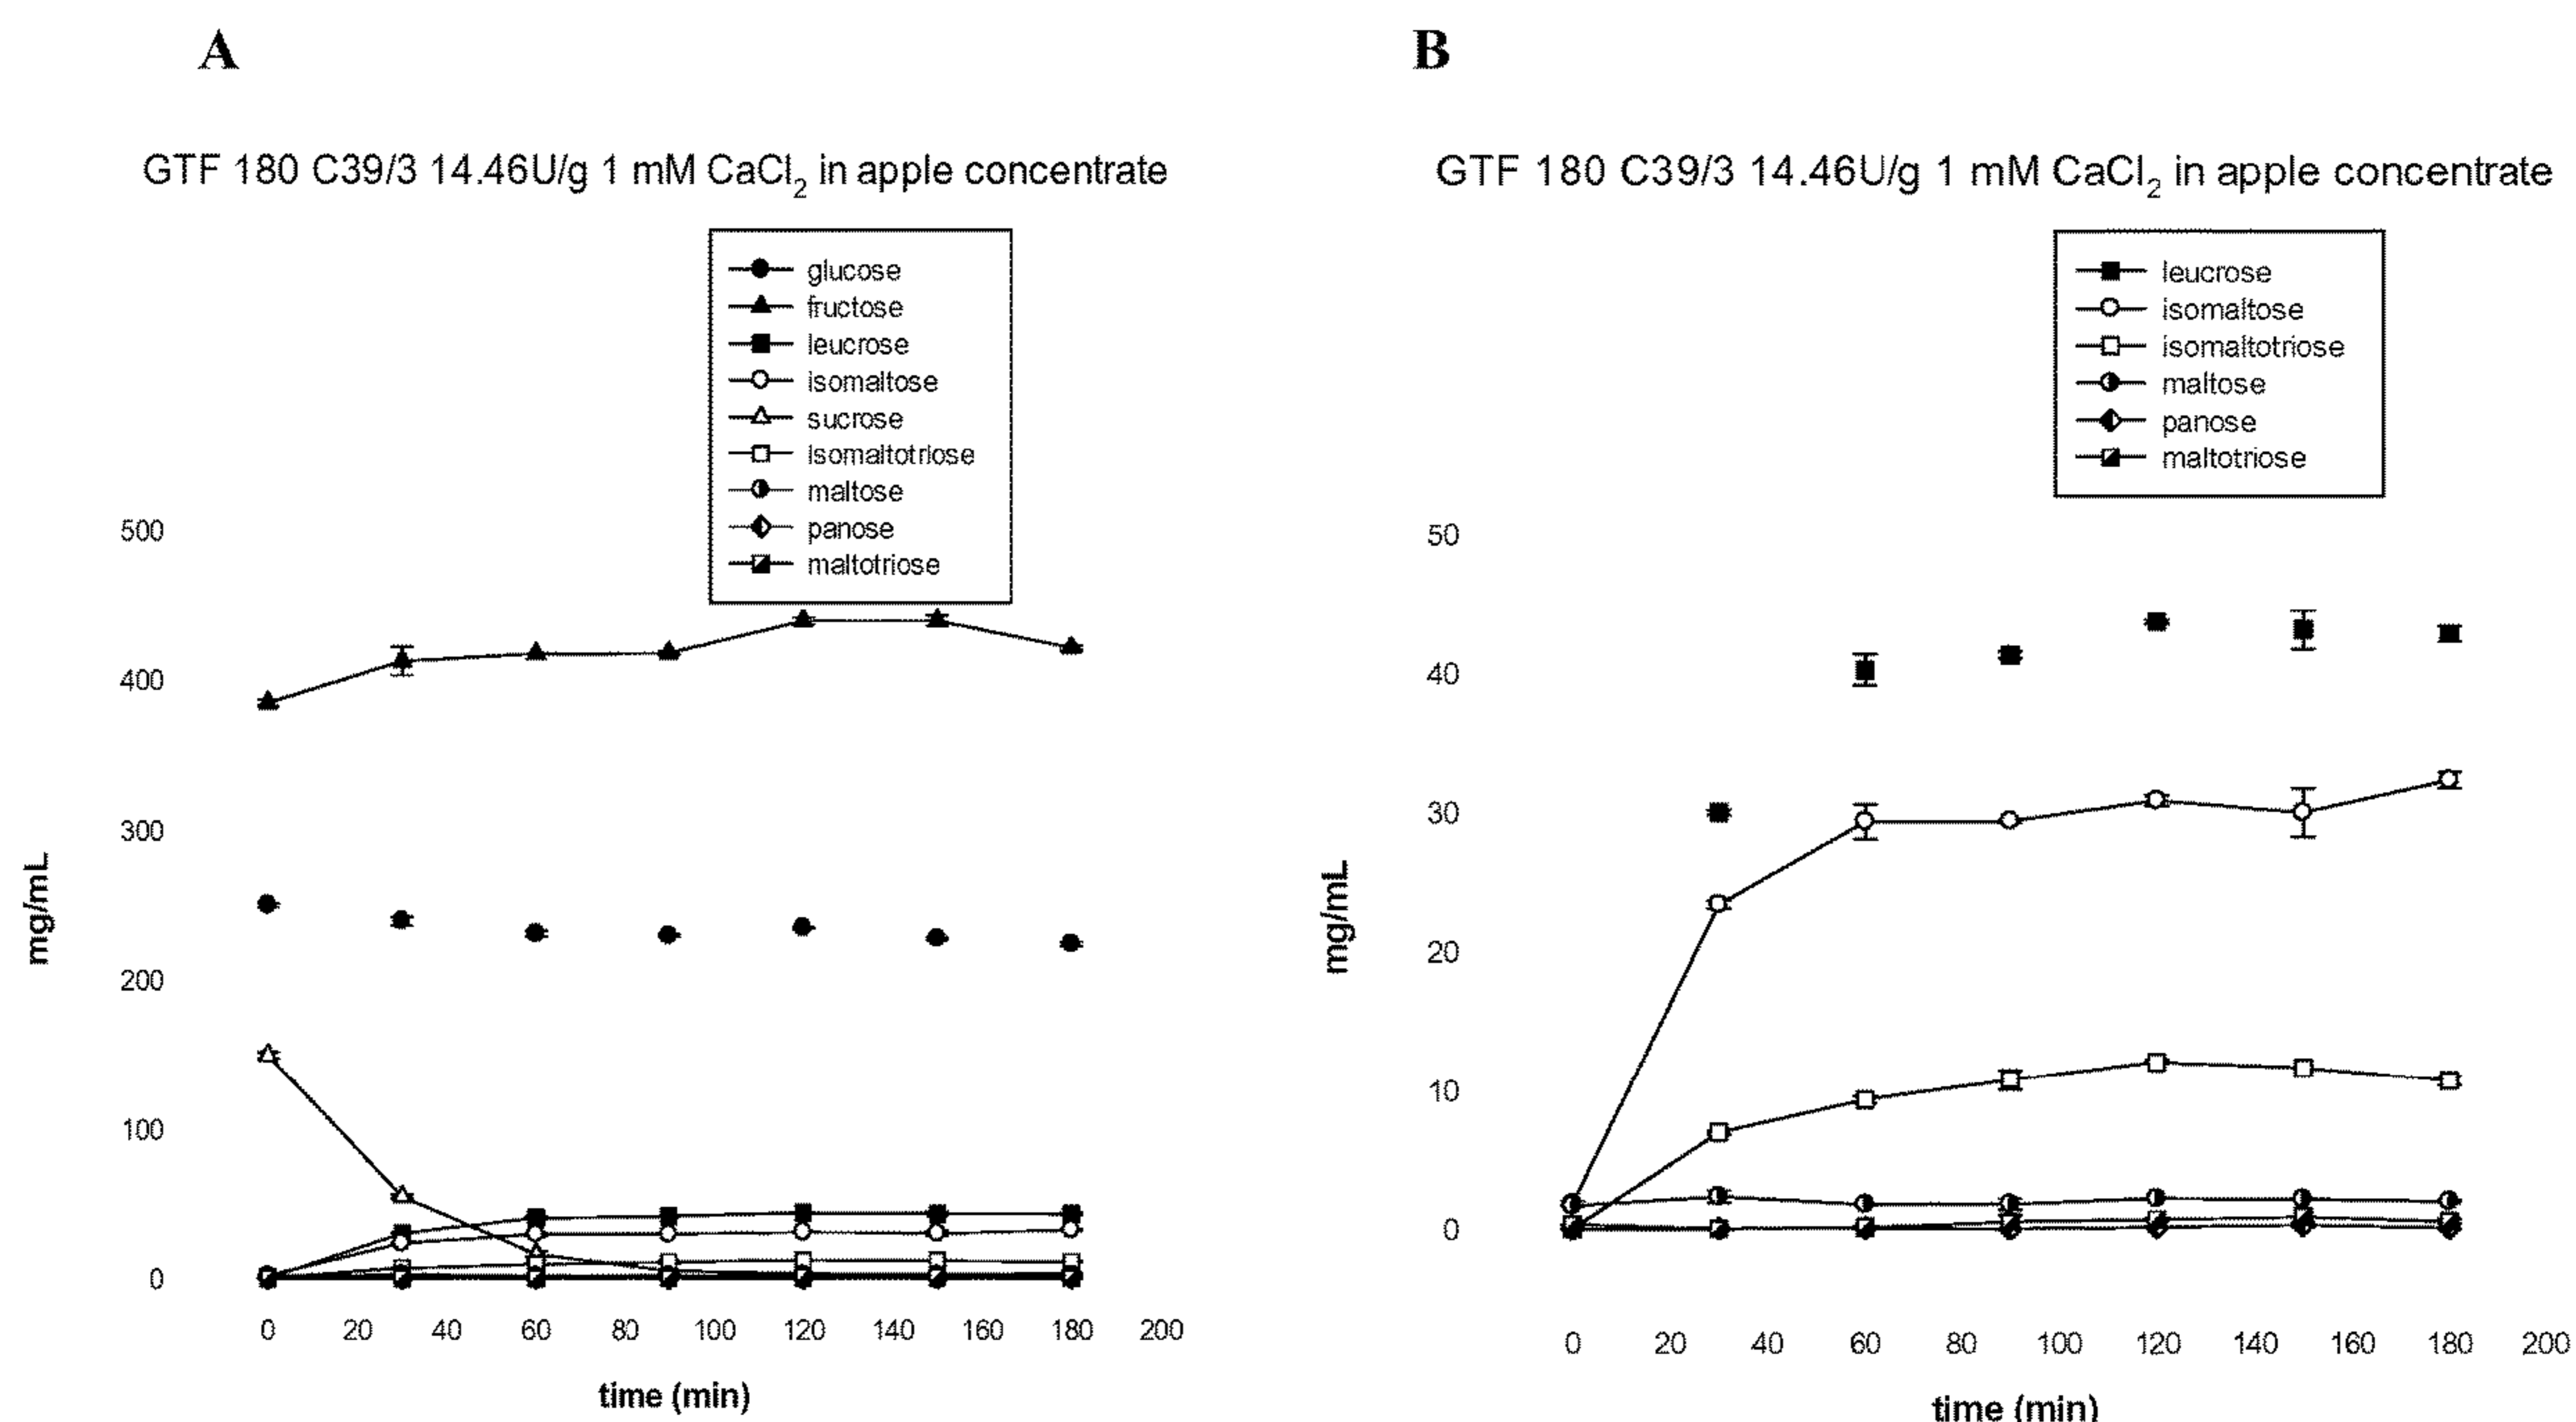 A
GTF 180 C39/3 14.46U/g 1 mM CaCl₂ in apple concentrate
glucose
fructose
leucrose
isomaltose
sucrose
isomaltotriose
maltose
panose
maltotriose
500
400
300
200
100
0
mg/mL
0 20 40 60 80 100 120 140 160 180 200
time (min)
B
GTF 180 C39/3 14.46U/g 1 mM CaCl₂ in apple concentrate
leucrose
isomaltose
isomaltotriose
maltose
panose
maltotriose
50
40
30
20
10
0
mg/mL
0 20 40 60 80 100 120 140 160 180 200
time (min)